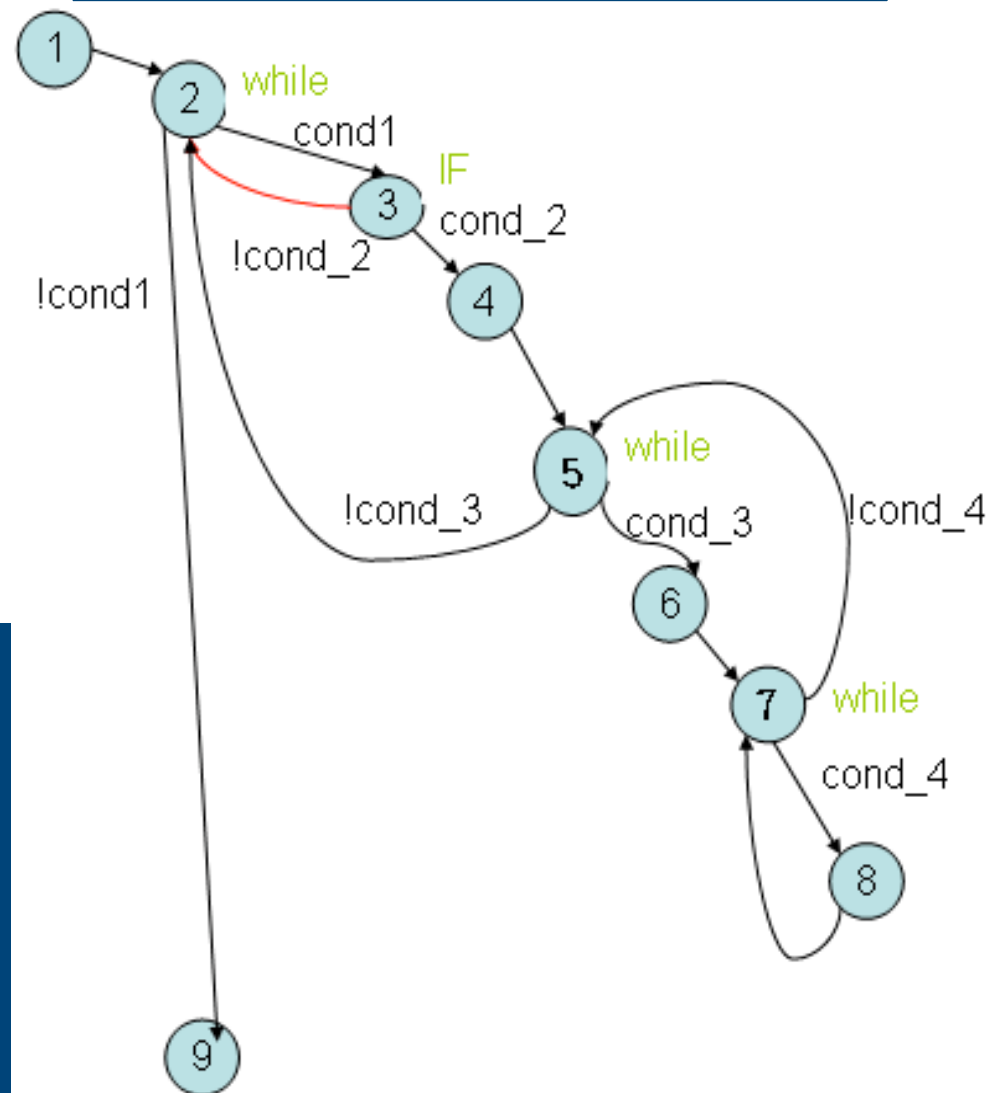 1
2
while
cond1
IF
3
cond_2
!cond_2
!cond1
4
while
5
!cond_3
cond_3
!cond_4
6
7
while
cond_4
8
9